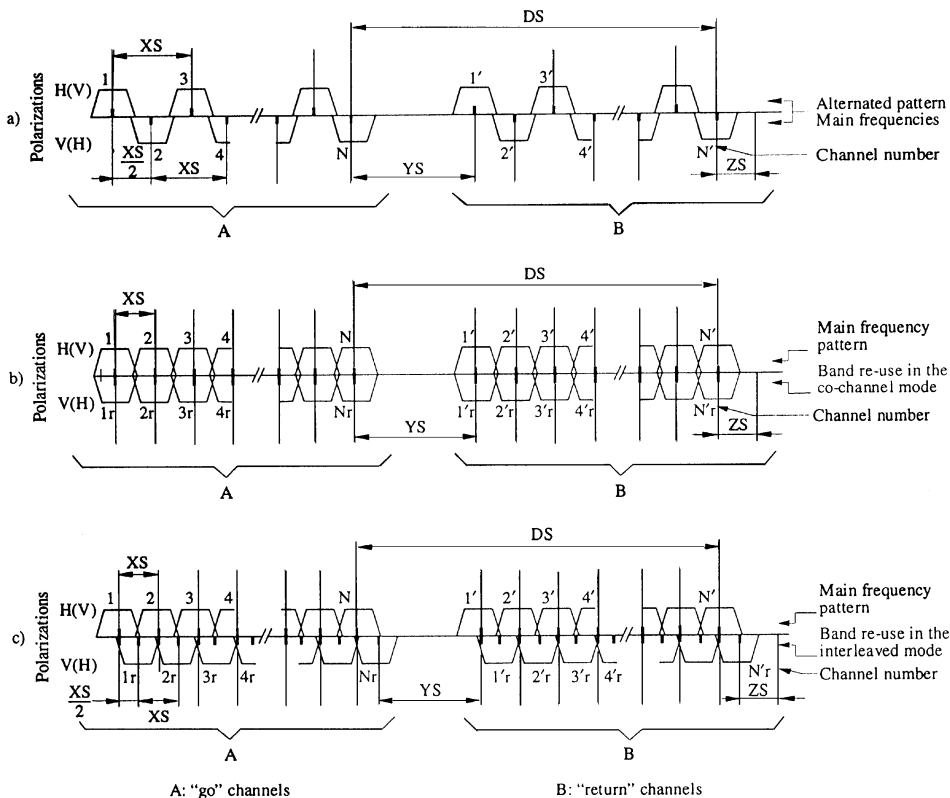 DS
XS
1 3 1′ 3′
H(V)
a) Polarizations
Alternated pattern
Main frequencies
V(H)
XS/2 2 XS 4 N 2′ 4′ N′ Channel number
YS ZS
A B
DS
XS
1 2 3 4 N 1′ 2′ 3′ 4′ N′
H(V)
Main frequency
pattern
b) Polarizations
Band re-use in the
co-channel mode
V(H)
1r 2r 3r 4r Nr 1′r 2′r 3′r 4′r N′r Channel number
YS ZS
A B
DS
XS
1 2 3 4 N 1′ 2′ 3′ 4′ N′
H(V)
Main frequency
pattern
c) Polarizations
Band re-use in the
interleaved mode
V(H)
1r 2r 3r 4r Nr 1′r 2′r 3′r 4′r N′r Channel number
XS/2 XS YS ZS
A B
A: "go" channels B: "return" channels